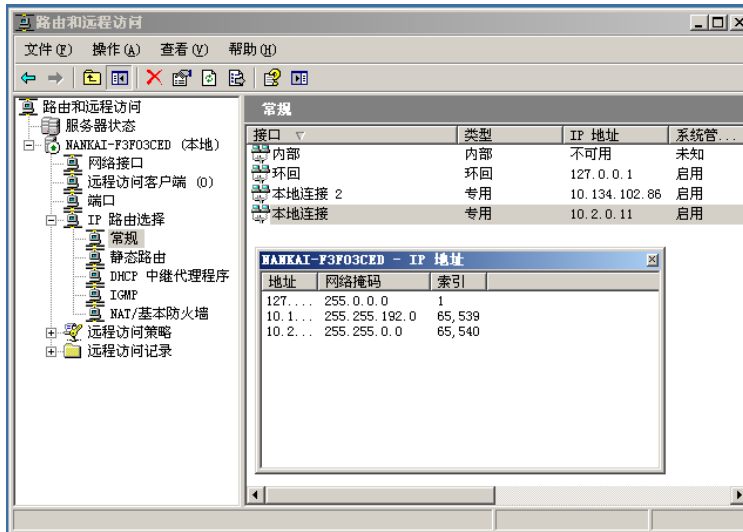 路由和远程访问
文件(F) 操作(A) 查看(V) 帮助(H)
路由和远程访问
服务器状态
NANKAI-F3F03CED (本地)
网络接口
远程访问客户端 (0)
端口
IP 路由选择
常规
静态路由
DHCP 中继代理程序
IGMP
NAT/基本防火墙
远程访问策略
远程访问记录
常规
接口 类型 IP 地址 系统管...
内部 内部 不可用 未知
环回 环回 127.0.0.1 启用
本地连接 2 专用 10.134.102.86 启用
本地连接 专用 10.2.0.11 启用
NANKAI-F3F03CED - IP 地址
地址 网络掩码 索引
127.... 255.0.0.0 1
10.1... 255.255.192.0 65,539
10.2... 255.255.0.0 65,540